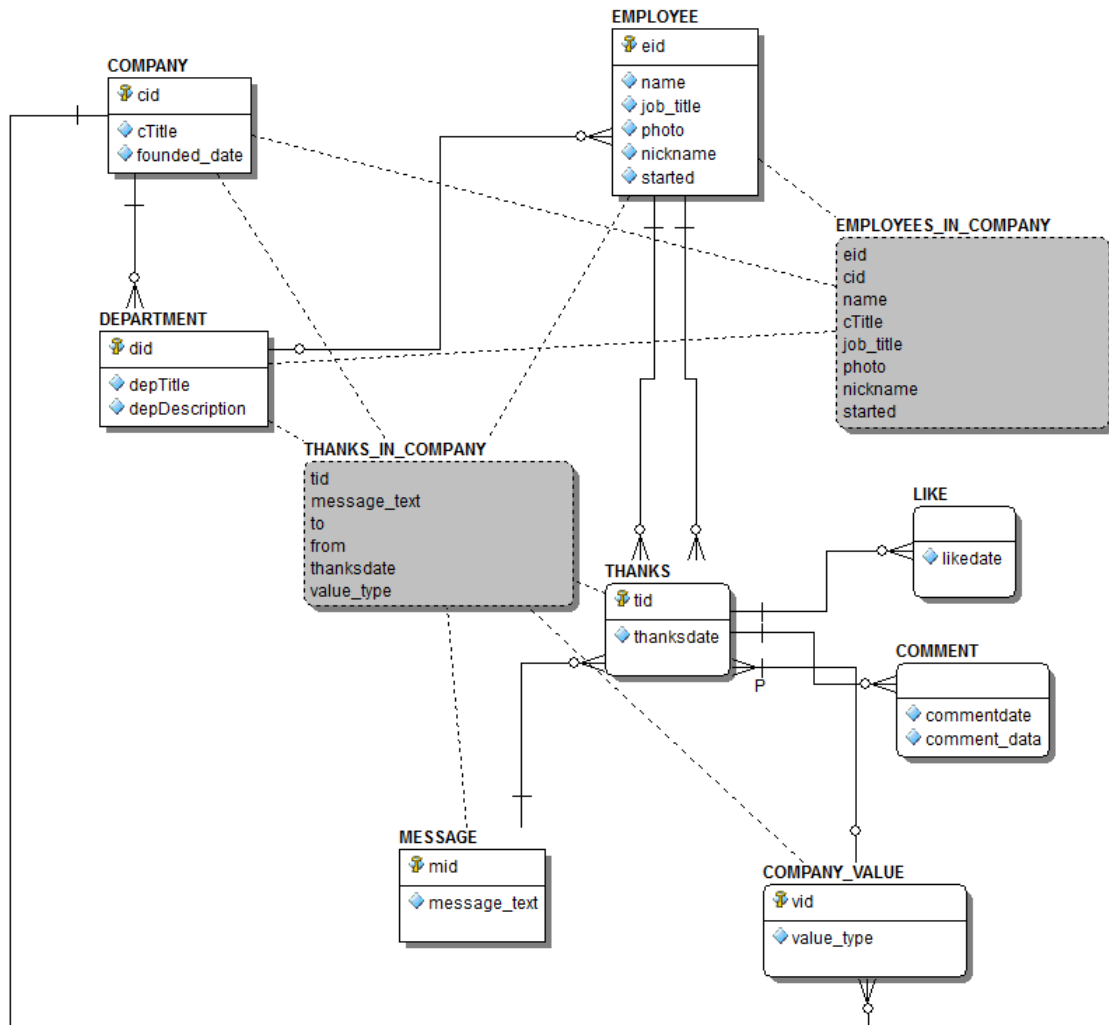 EMPLOYEE
eid
name
job_title
photo
nickname
started
COMPANY
cid
cTitle
founded_date
EMPLOYEES_IN_COMPANY
eid
cid
name
cTitle
job_title
photo
nickname
started
DEPARTMENT
did
depTitle
depDescription
THANKS_IN_COMPANY
tid
message_text
to
from
thanksdate
value_type
LIKE
likedate
THANKS
tid
thanksdate
P
COMMENT
commentdate
comment_data
MESSAGE
mid
message_text
COMPANY_VALUE
vid
value_type